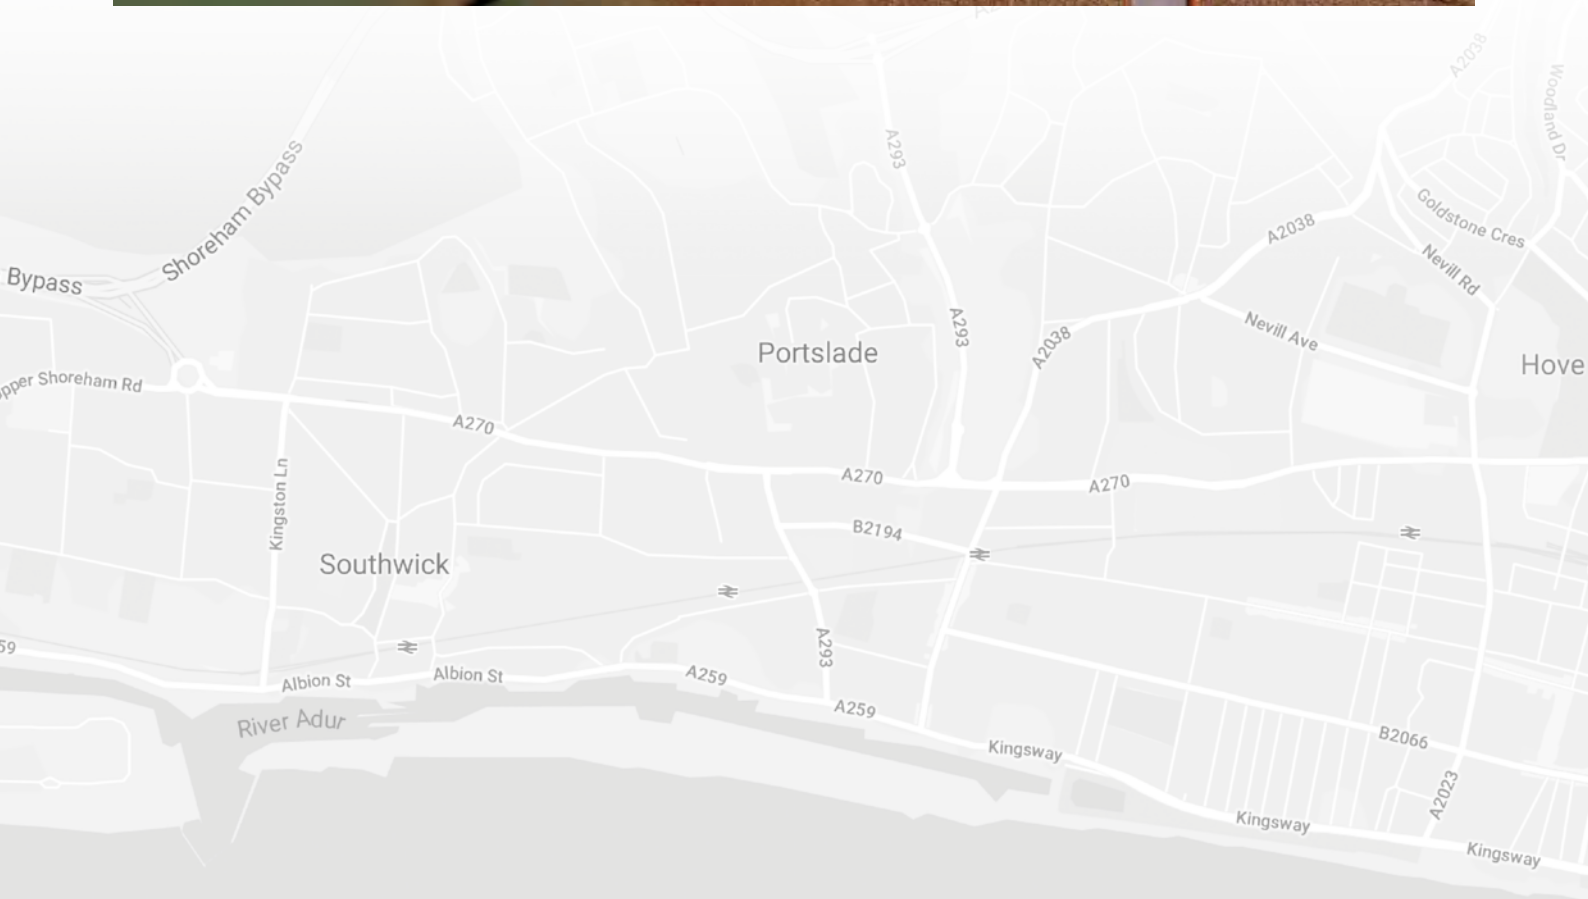 A2038
Woodland Dr
A293
Shoreham Bypass
Goldstone Cres
A2038
Nevill Rd
Bypass
A293
Nevill Ave
A2038
Portslade
Hove
pper Shoreham Rd
A270
A270
A270
Kingston Ln
B2194
Southwick
A293
59
Albion St
Albion St
A259
A259
River Adur
Kingsway
B2066
A2023
Kingsway
Kingsway